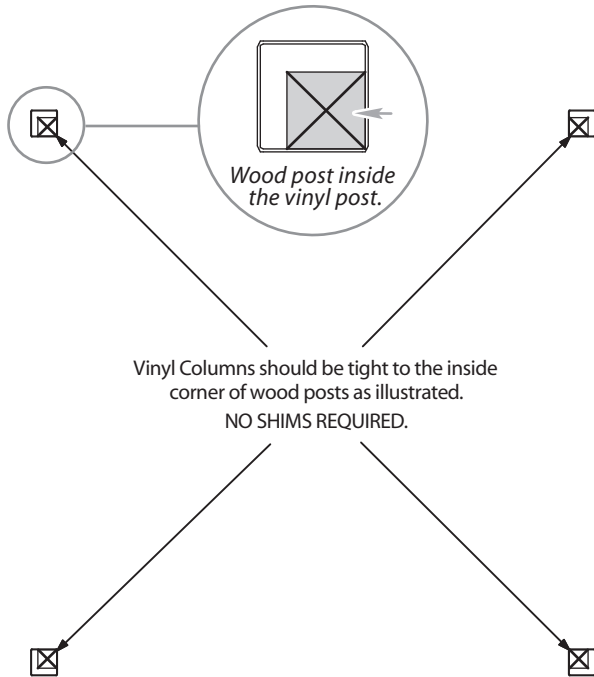 Wood post inside
the vinyl post.
Vinyl Columns should be tight to the inside
corner of wood posts as illustrated.
NO SHIMS REQUIRED.